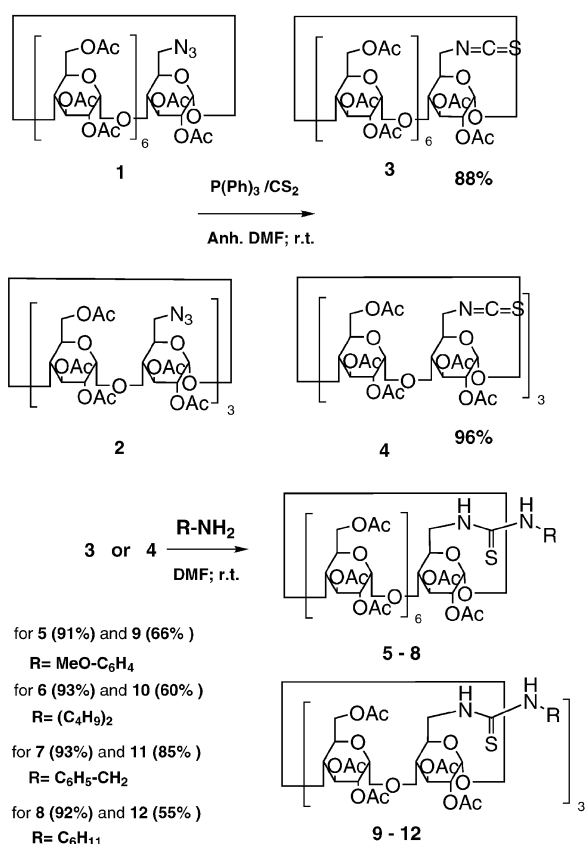 OAc N3 OAc N=C=S
O O O O
OAc OAc OAc OAc
O O O O
OAc 6 OAc OAc 6 OAc
1 3 88%
P(Ph)3 /CS2
Anh. DMF; r.t.
OAc N3 OAc N=C=S
O O O O
OAc OAc OAc OAc
O O O O
OAc OAc 3 OAc OAc 3
2 4 96%
3 or 4 R-NH2
DMF; r.t.
H H
OAc N N
R
S
O O
OAc OAc
O O
OAc 6 OAc
5 - 8
for 5 (91%) and 9 (66% )
R= MeO-C6H4
for 6 (93%) and 10 (60% )
R= (C4H9)2
for 7 (93%) and 11 (85% )
R= C6H5-CH2
for 8 (92%) and 12 (55% )
R= C6H11
H H
OAc N N
R
S
O O
OAc OAc
O O
OAc OAc 3
9 - 12